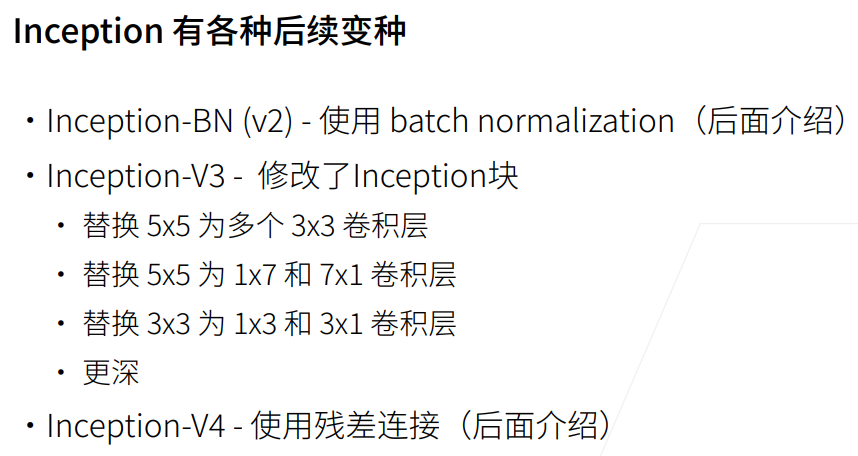 Inception 有各种后续变种
• Inception-BN (v2) - 使用 batch normalization（后面介绍）
• Inception-V3 - 修改了Inception块
• 替换 5x5 为多个 3x3 卷积层
• 替换 5x5 为 1x7 和 7x1 卷积层
• 替换 3x3 为 1x3 和 3x1 卷积层
• 更深
• Inception-V4 - 使用残差连接（后面介绍）